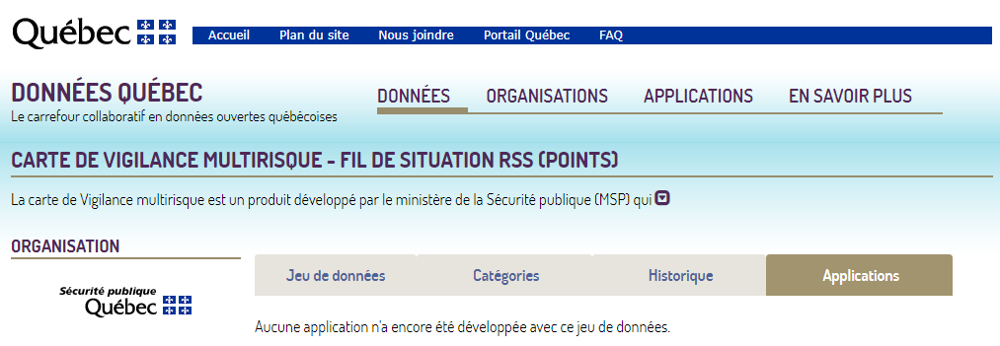 Québec
Accueil Plan du site Nous joindre Portail Québec FAQ
DONNÉES QUÉBEC
Le carrefour collaboratif en données ouvertes québécoises
DONNÉES ORGANISATIONS APPLICATIONS EN SAVOIR PLUS
CARTE DE VIGILANCE MULTIRISQUE - FIL DE SITUATION RSS (POINTS)
La carte de Vigilance multirisque est un produit développé par le ministère de la Sécurité publique (MSP) qui
ORGANISATION
Sécurité publique
Québec
Jeu de données Catégories Historique Applications
Aucune application n'a encore été développée avec ce jeu de données.